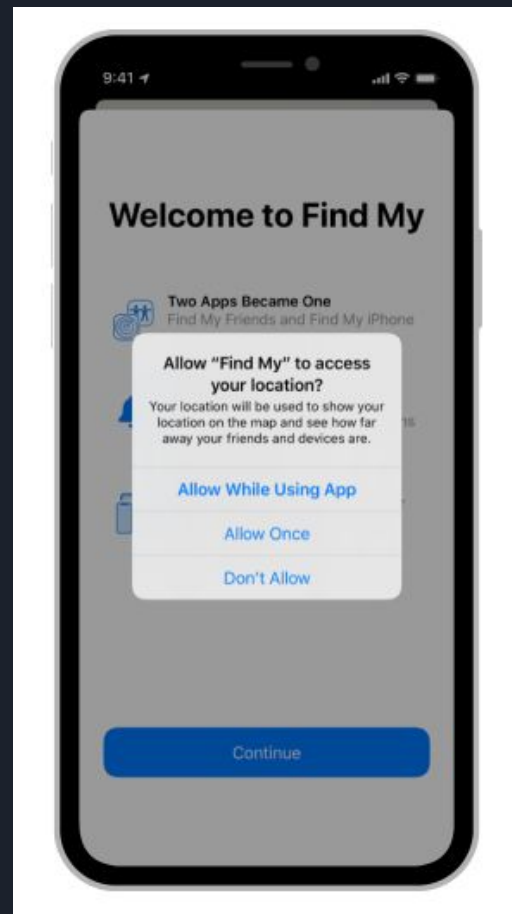 9:41
Welcome to Find My
Two Apps Became One
Find My Friends and Find My iPhone
Allow “Find My” to access
your location?
Your location will be used to show your
location on the map and see how far
away your friends and devices are.
ns
Allow While Using App
Allow Once
Don't Allow
Continue